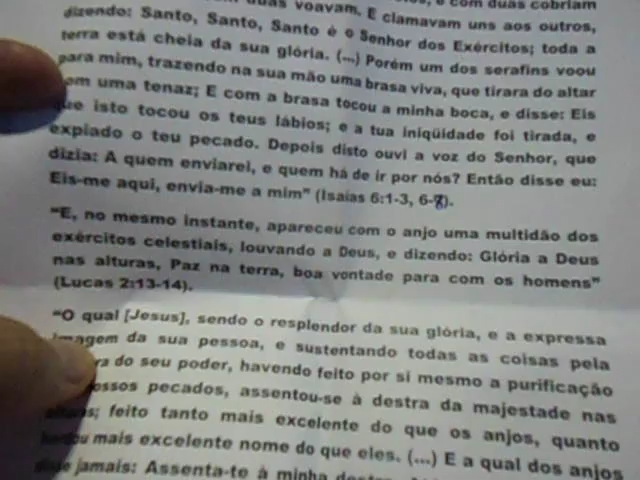 duas voavam. E clamavam uns aos outros,
dizendo: Santo, Santo, Santo é o Senhor dos Exércitos; toda a
terra está cheia da sua glória. (...) Porém um dos serafins voou
para mim, trazendo na sua mão uma brasa viva, que tirara do altar
uma tenaz; E com a brasa tocou a minha boca, e disse: Eis
que isto tocou os teus lábios; e a tua iniqüidade foi tirada, e
expiado o teu pecado. Depois disto ouvi a voz do Senhor, que
dizia: A quem enviarei, e quem há de ir por nós? Então disse eu:
Eis-me aqui, envia-me a mim" (Isaías 6:1-3, 6-8).
"E, no mesmo instante, apareceu com o anjo uma multidão dos
exércitos celestiais, louvando a Deus, e dizendo: Glória a Deus
nas alturas, Paz na terra, boa vontade para com os homens"
(Lucas 2:13-14).
"O qual [Jesus], sendo o resplendor da sua glória, e a expressa
imagem da sua pessoa, e sustentando todas as coisas pela
do seu poder, havendo feito por si mesmo a purificação
pecados, assentou-se à destra da majestade nas
feito tanto mais excelente do que os anjos, quanto
mais excelente nome do que eles. (...) E a qual dos anjos
jamais: Assenta-te à minha